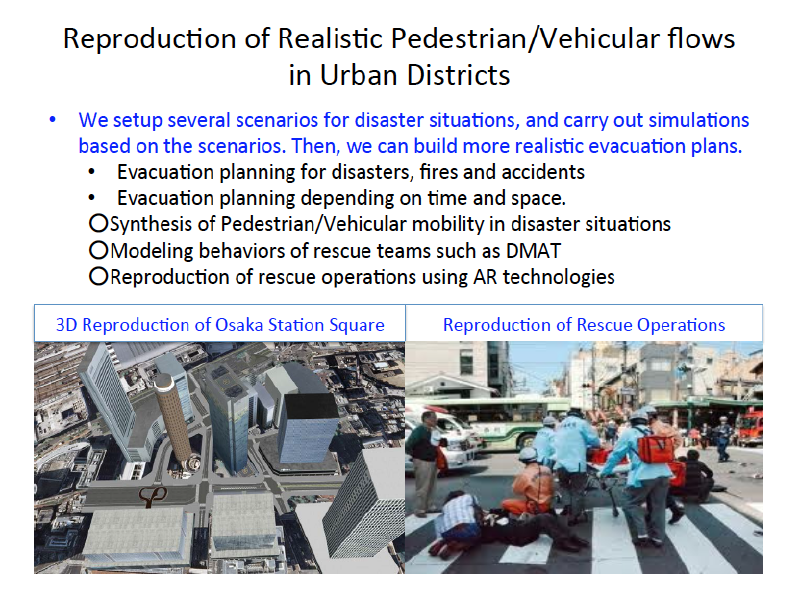 Reproduction of Realistic Pedestrian/Vehicular flows
in Urban Districts
• We setup several scenarios for disaster situations, and carry out simulations
based on the scenarios. Then, we can build more realistic evacuation plans.
• Evacuation planning for disasters, fires and accidents
• Evacuation planning depending on time and space.
○Synthesis of Pedestrian/Vehicular mobility in disaster situations
○Modeling behaviors of rescue teams such as DMAT
○Reproduction of rescue operations using AR technologies
3D Reproduction of Osaka Station Square
Reproduction of Rescue Operations